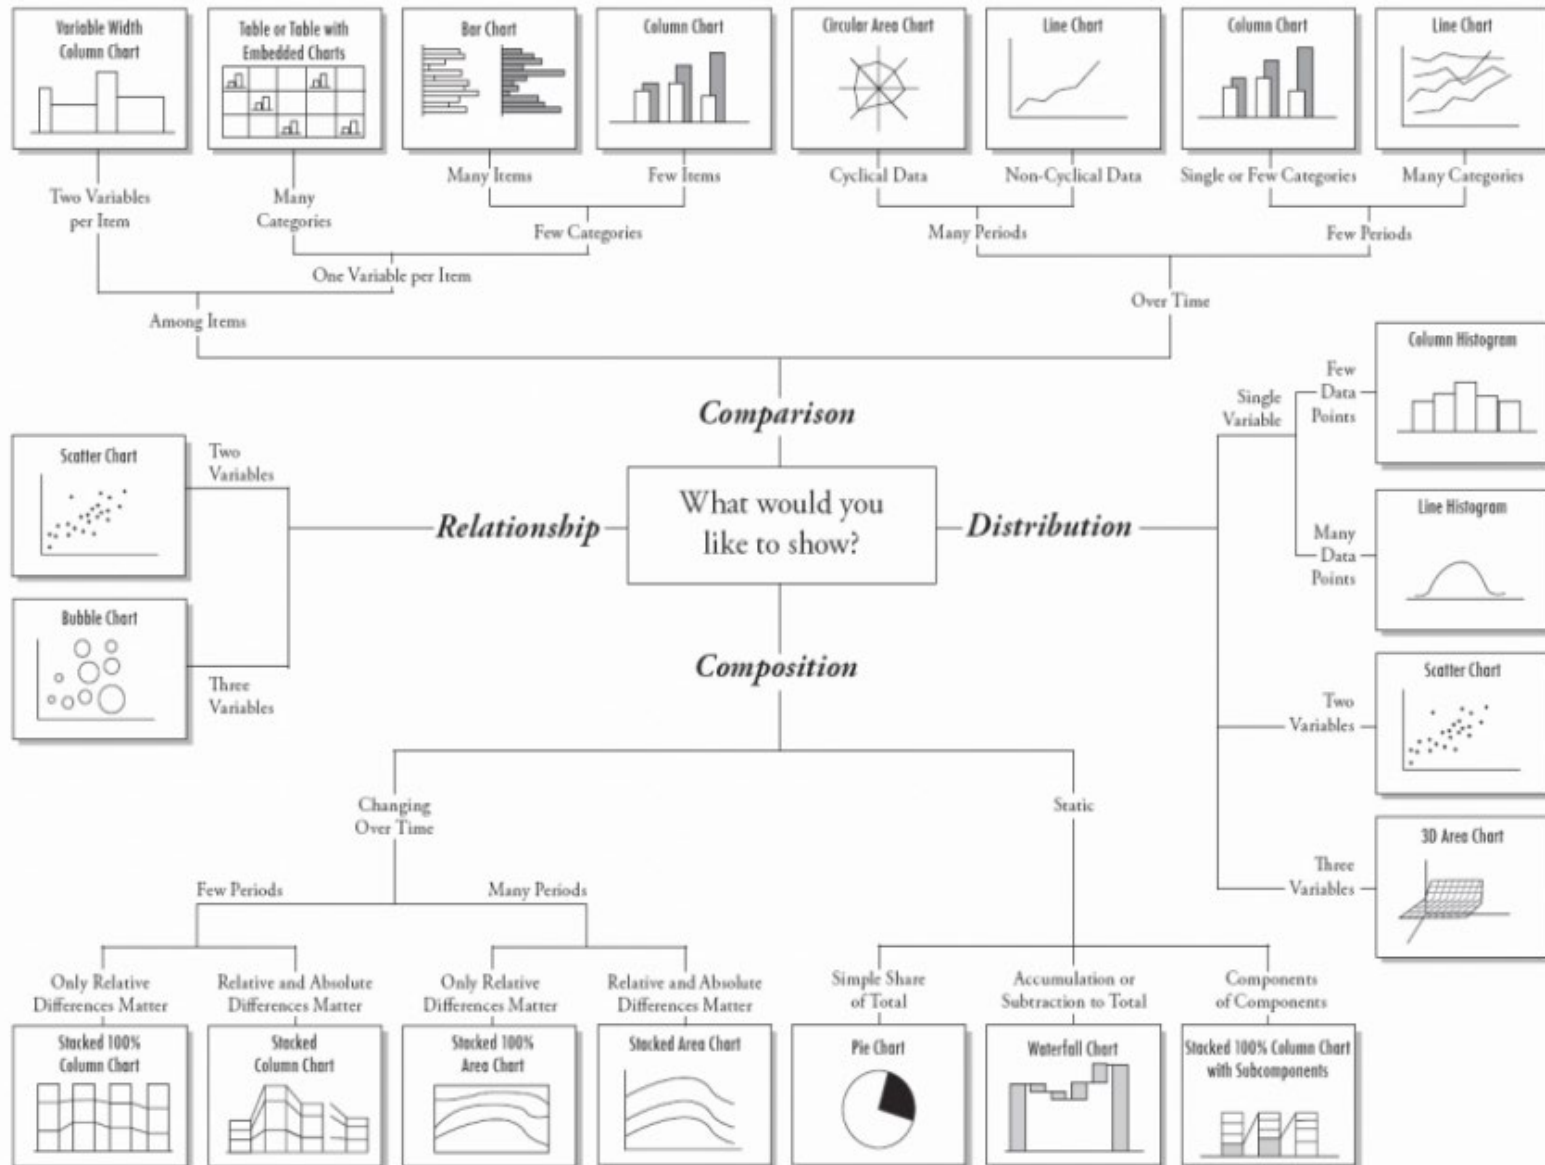 Variable Width
Column Chart
Table or Table with
Embedded Charts
Bar Chart
Column Chart
Circular Area Chart
Line Chart
Column Chart
Line Chart
Two Variables
per Item
Many
Categories
Many Items
Few Items
Cyclical Data
Non-Cyclical Data
Single or Few Categories
Many Categories
Few Categories
Many Periods
Few Periods
One Variable per Item
Among Items
Over Time
Comparison
What would you
like to show?
Relationship
Two
Variables
Scatter Chart
Bubble Chart
Three
Variables
Distribution
Single
Variable
Few
Data
Points
Column Histogram
Many
Data
Points
Line Histogram
Two
Variables
Scatter Chart
Three
Variables
3D Area Chart
Composition
Changing
Over Time
Static
Few Periods
Many Periods
Only Relative
Differences Matter
Relative and Absolute
Differences Matter
Only Relative
Differences Matter
Relative and Absolute
Differences Matter
Simple Share
of Total
Accumulation or
Subtraction to Total
Components
of Components
Stacked 100%
Column Chart
Stacked
Column Chart
Stacked 100%
Area Chart
Stacked Area Chart
Pie Chart
Waterfall Chart
Stacked 100% Column Chart
with Subcomponents